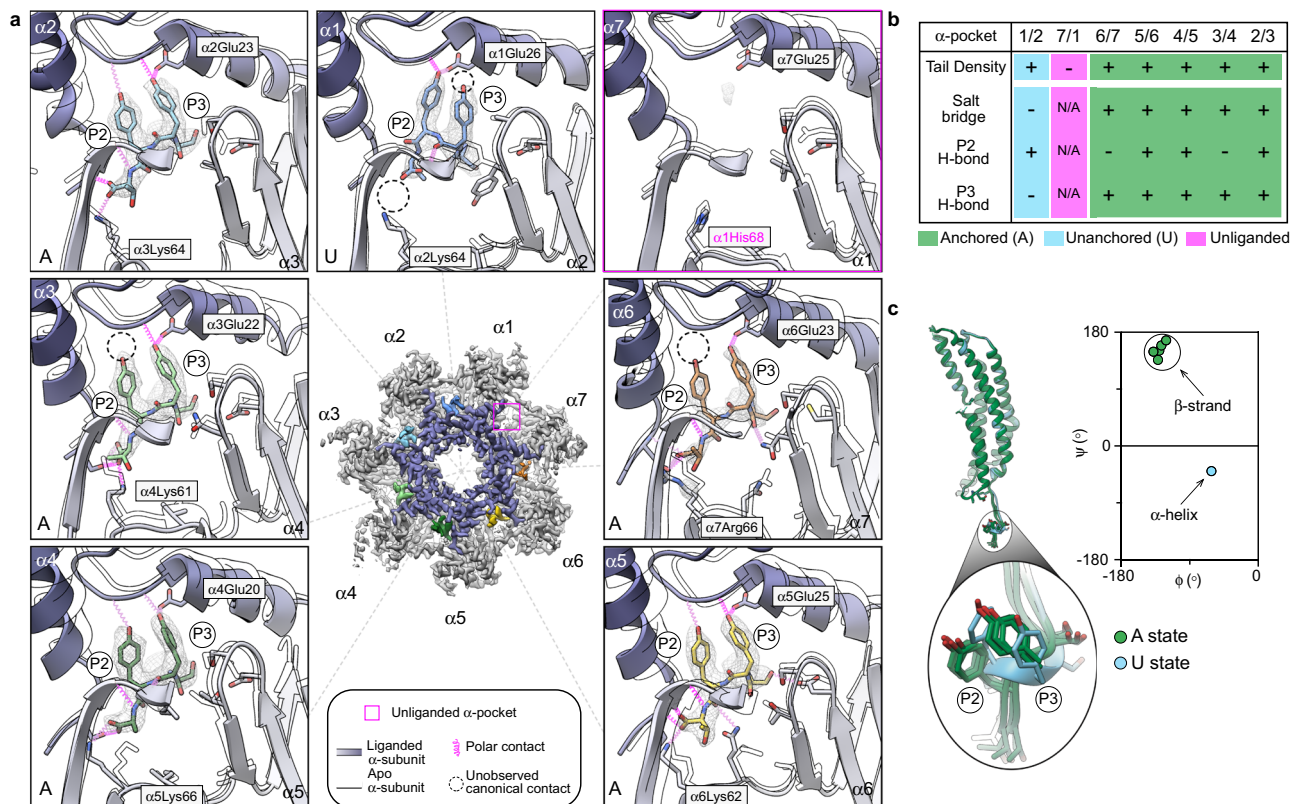 a
α2
α2Glu23
P2
P3
α3Lys64
A
α3
α1
α1Glu26
P2
P3
α2Lys64
U
α2
α7
α7Glu25
α1His68
α1
α3
α3Glu22
P2
P3
α4Lys61
A
α4
α6
α6Glu23
P2
P3
α7Arg66
A
α7
α4
α4Glu20
P2
P3
α5Lys66
A
α5
α5
α5Glu25
P2
P3
α6Lys62
A
α6
α1
α2
α3
α4
α5
α6
α7
Unliganded α-pocket
Liganded
α-subunit
Apo
α-subunit
Polar contact
Unobserved
canonical contact
b
α-pocket 1/2 7/1 6/7 5/6 4/5 3/4 2/3
Tail Density + - + + + + +
Salt
bridge - N/A + + + + +
P2
H-bond + N/A - + + - +
P3
H-bond - N/A + + + + +
Anchored (A) Unanchored (U) Unliganded
c
180
0
-180
-180 0
ψ (°)
ϕ (°)
β-strand
α-helix
A state
U state
P2
P3